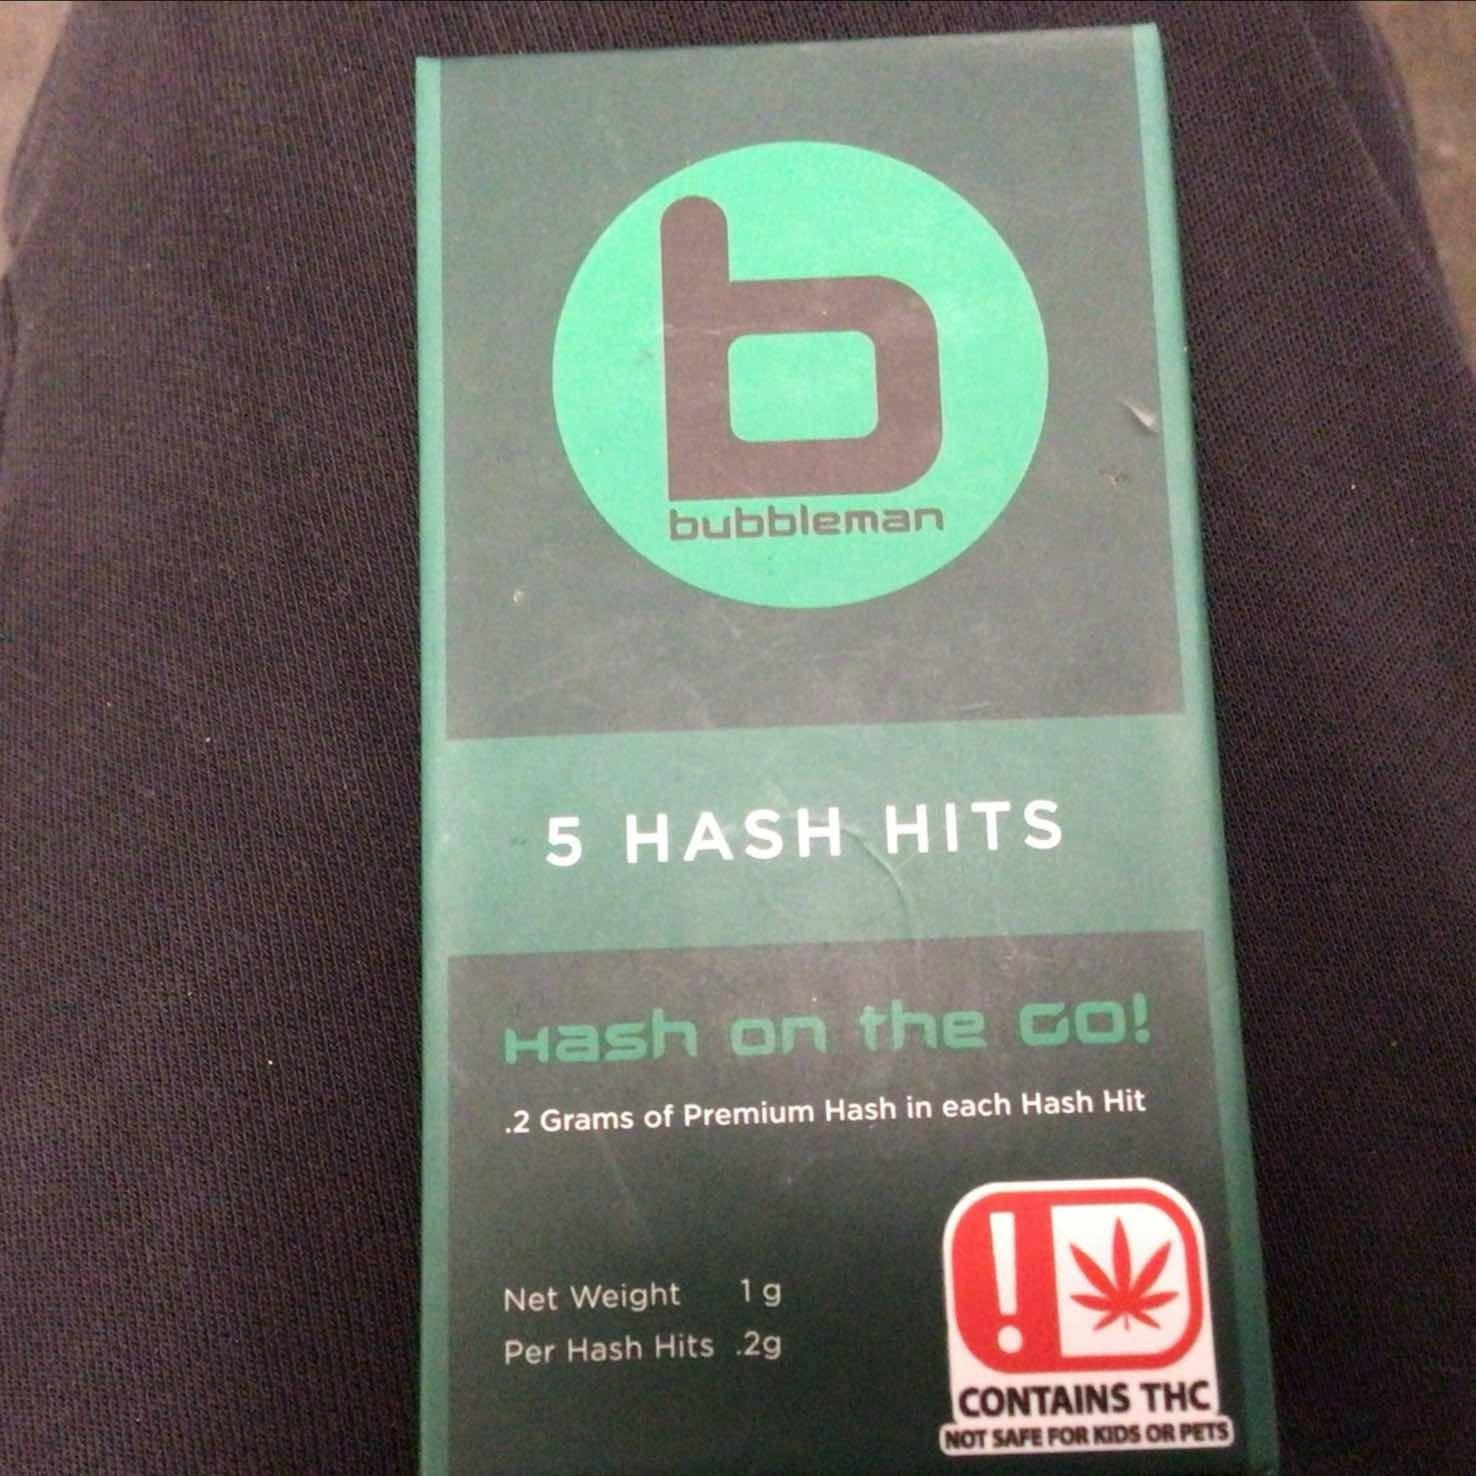 b
bubbleman
5 HASH HITS
Hash on the GO!
.2 Grams of Premium Hash in each Hash Hit
Net Weight 1 g
Per Hash Hits .2g
!
CONTAINS THC
NOT SAFE FOR KIDS OR PETS